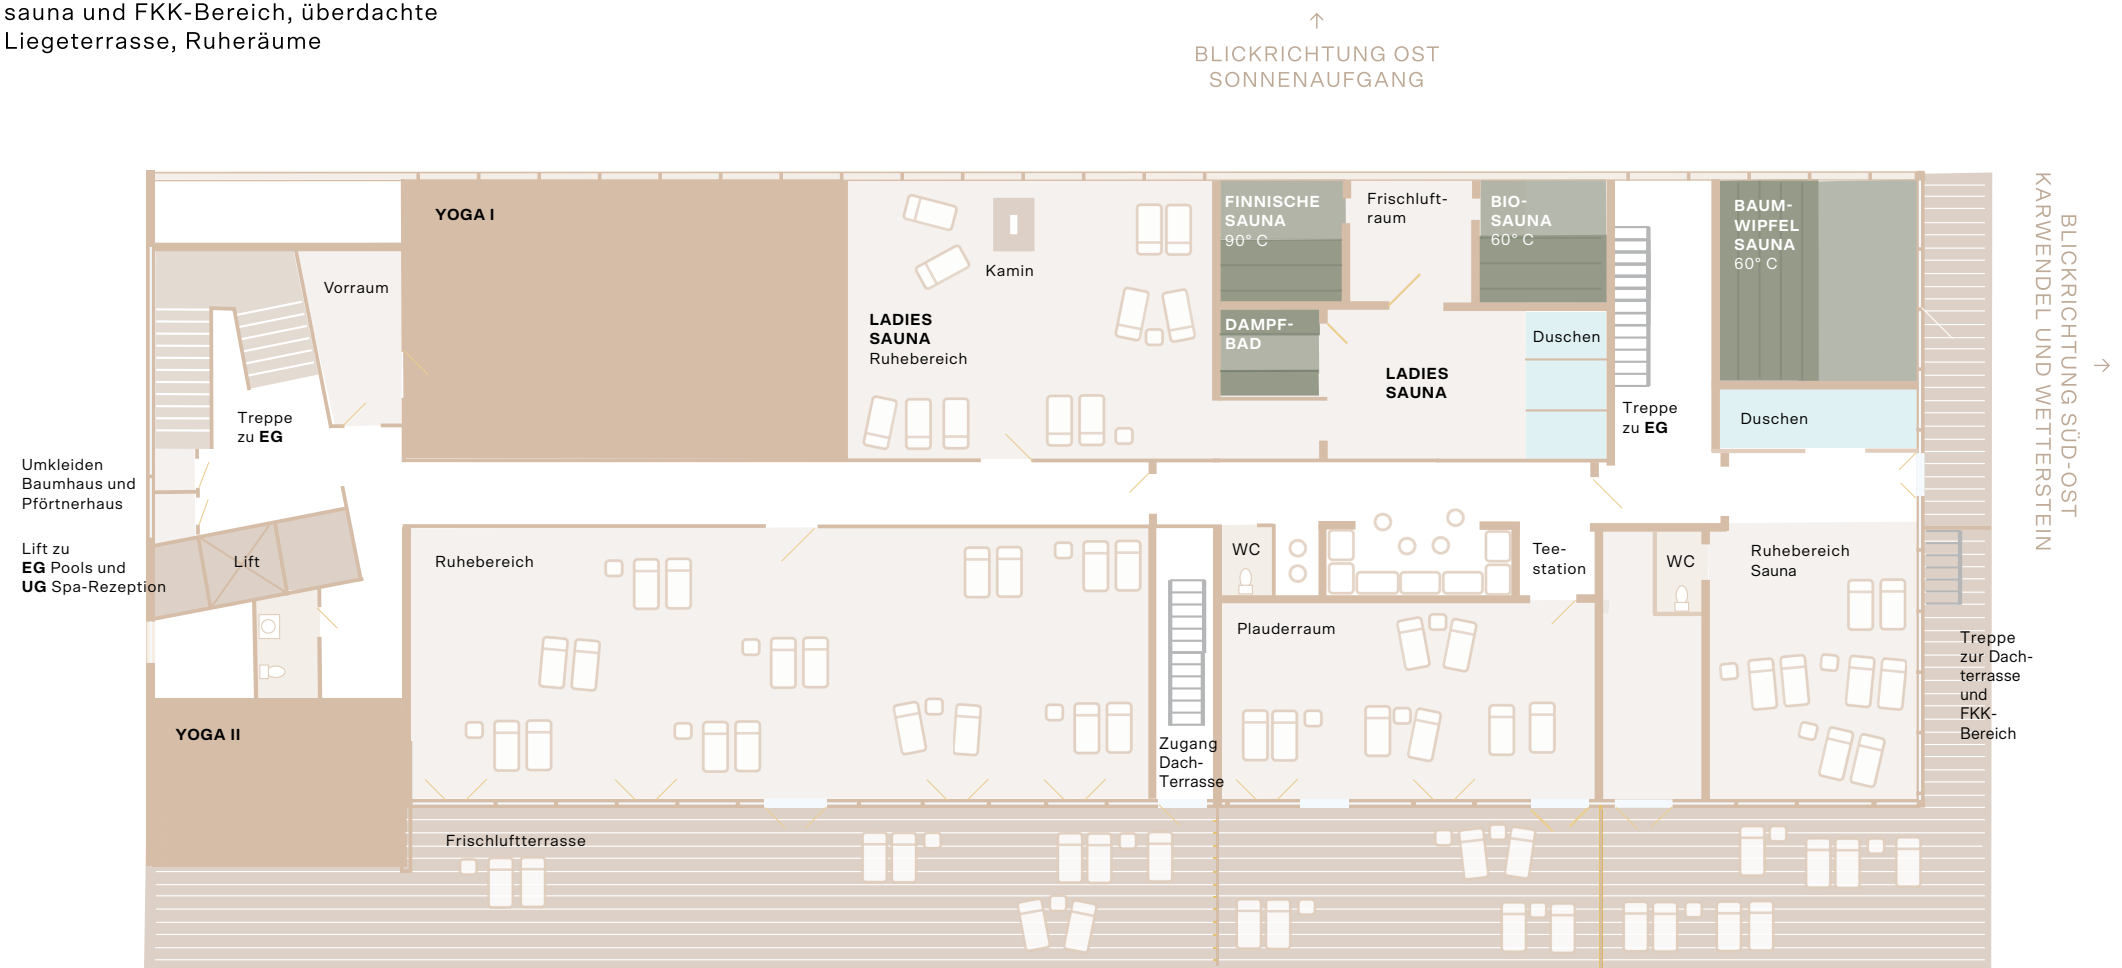 sauna und FKK-Bereich, überdachte
Liegeterrasse, Ruheräume
↑
BLICKRICHTUNG OST
SONNENAUFGANG
YOGA I
Vorraum
Treppe
zu EG
Umkleiden
Baumhaus und
Pförtnerhaus
Lift zu
EG Pools und
UG Spa-Rezeption
Lift
YOGA II
Kamin
LADIES
SAUNA
Ruhebereich
FINNISCHE
SAUNA
90° C
Frischluft-
raum
BIO-
SAUNA
60° C
DAMPF-
BAD
LADIES
SAUNA
Duschen
Treppe
zu EG
BAUM-
WIPFEL
SAUNA
60° C
Duschen
BLICKRICHTUNG SÜD-OST
KARWENDEL UND WETTERSTEIN
→
Ruhebereich
WC
Tee-
station
WC
Ruhebereich
Sauna
Plauderraum
Zugang
Dach-
Terrasse
Treppe
zur Dach-
terrasse
und
FKK-
Bereich
Frischluftterrasse